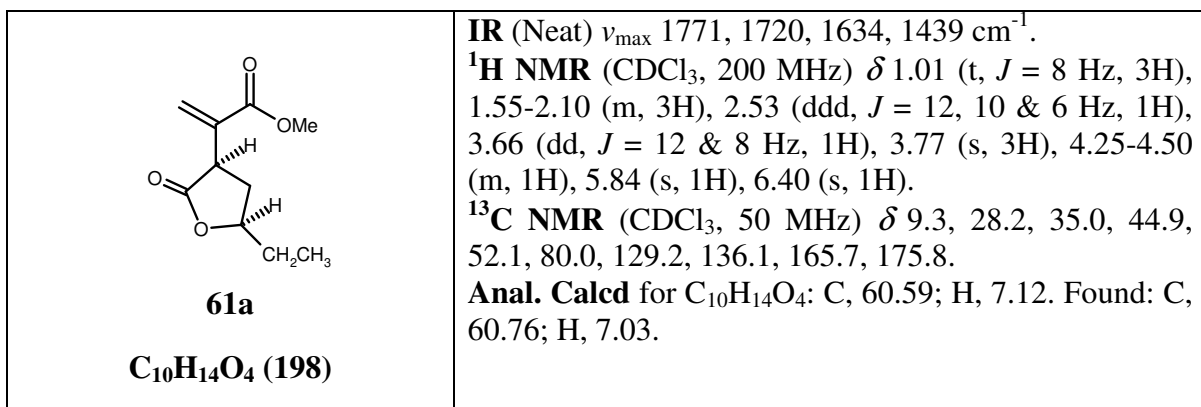 O
OMe
H
O
H
O
CH₂CH₃
61a
C₁₀H₁₄O₄ (198)
IR (Neat) νmax 1771, 1720, 1634, 1439 cm⁻¹.
¹H NMR (CDCl₃, 200 MHz) δ 1.01 (t, J = 8 Hz, 3H),
1.55-2.10 (m, 3H), 2.53 (ddd, J = 12, 10 & 6 Hz, 1H),
3.66 (dd, J = 12 & 8 Hz, 1H), 3.77 (s, 3H), 4.25-4.50
(m, 1H), 5.84 (s, 1H), 6.40 (s, 1H).
¹³C NMR (CDCl₃, 50 MHz) δ 9.3, 28.2, 35.0, 44.9,
52.1, 80.0, 129.2, 136.1, 165.7, 175.8.
Anal. Calcd for C₁₀H₁₄O₄: C, 60.59; H, 7.12. Found: C,
60.76; H, 7.03.